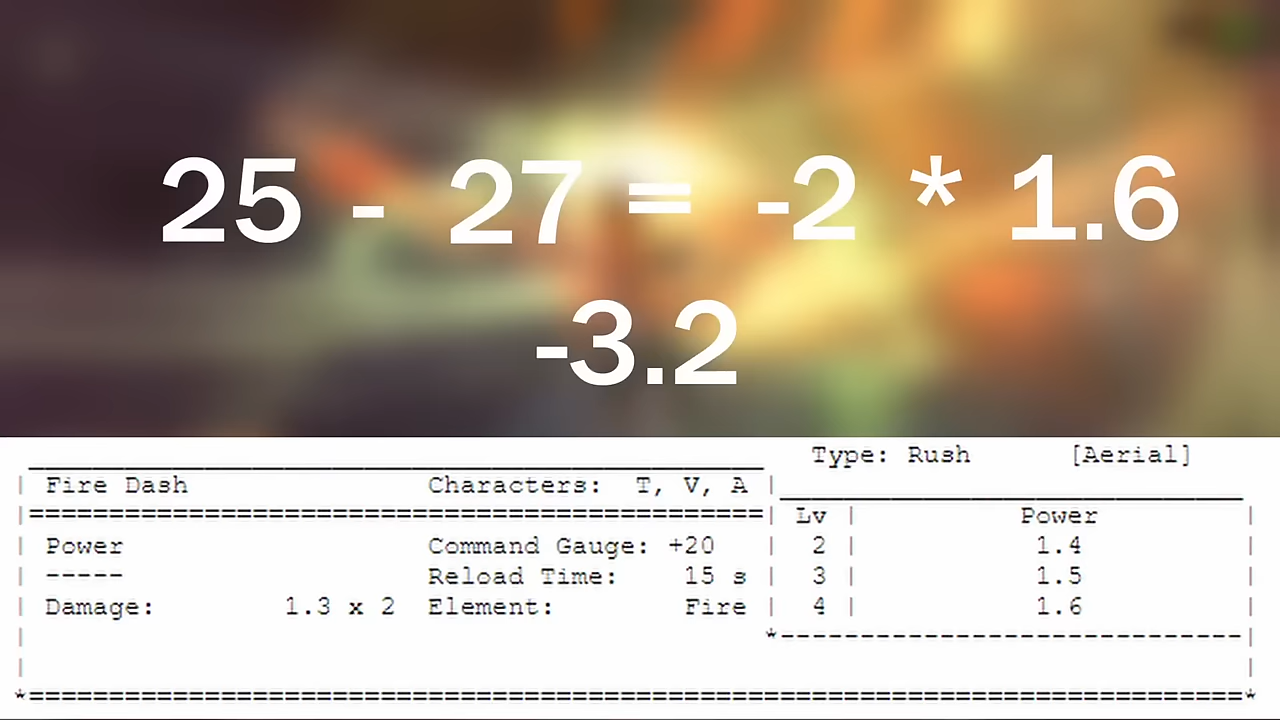 25 - 27 = -2 * 1.6
-3.2
Type: Rush [Aerial]
Fire Dash Characters: T, V, A
Lv Power
Power Command Gauge: +20 2 1.4
----- Reload Time: 15 s 3 1.5
Damage: 1.3 x 2 Element: Fire 4 1.6